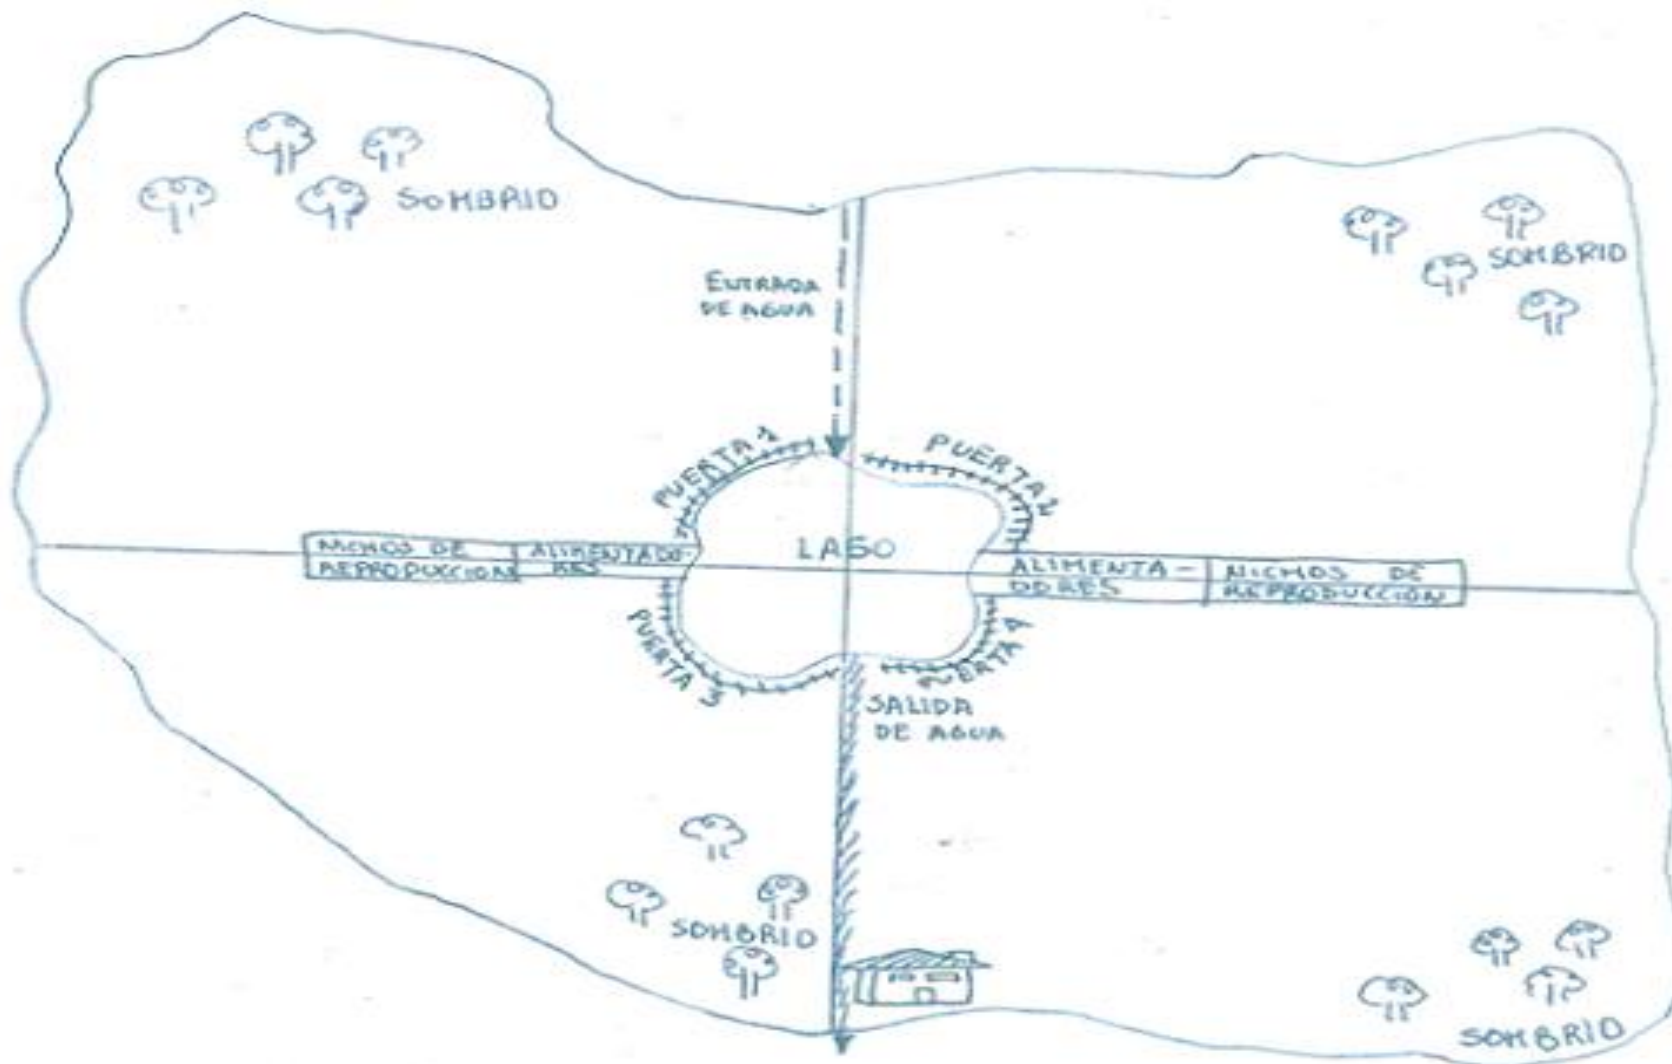 SOMBRIO
SOMBRIO
ENTRADA
DE AGUA
PUERTA 1
PUERTA 2
NICHOS DE
REPRODUCCION
ALIMENTADO-
RES
LAGO
ALIMENTA-
DORES
NICHOS DE
REPRODUCCIÓN
PUERTA 3
PUERTA 4
SALIDA
DE AGUA
SOMBRIO
SOMBRIO